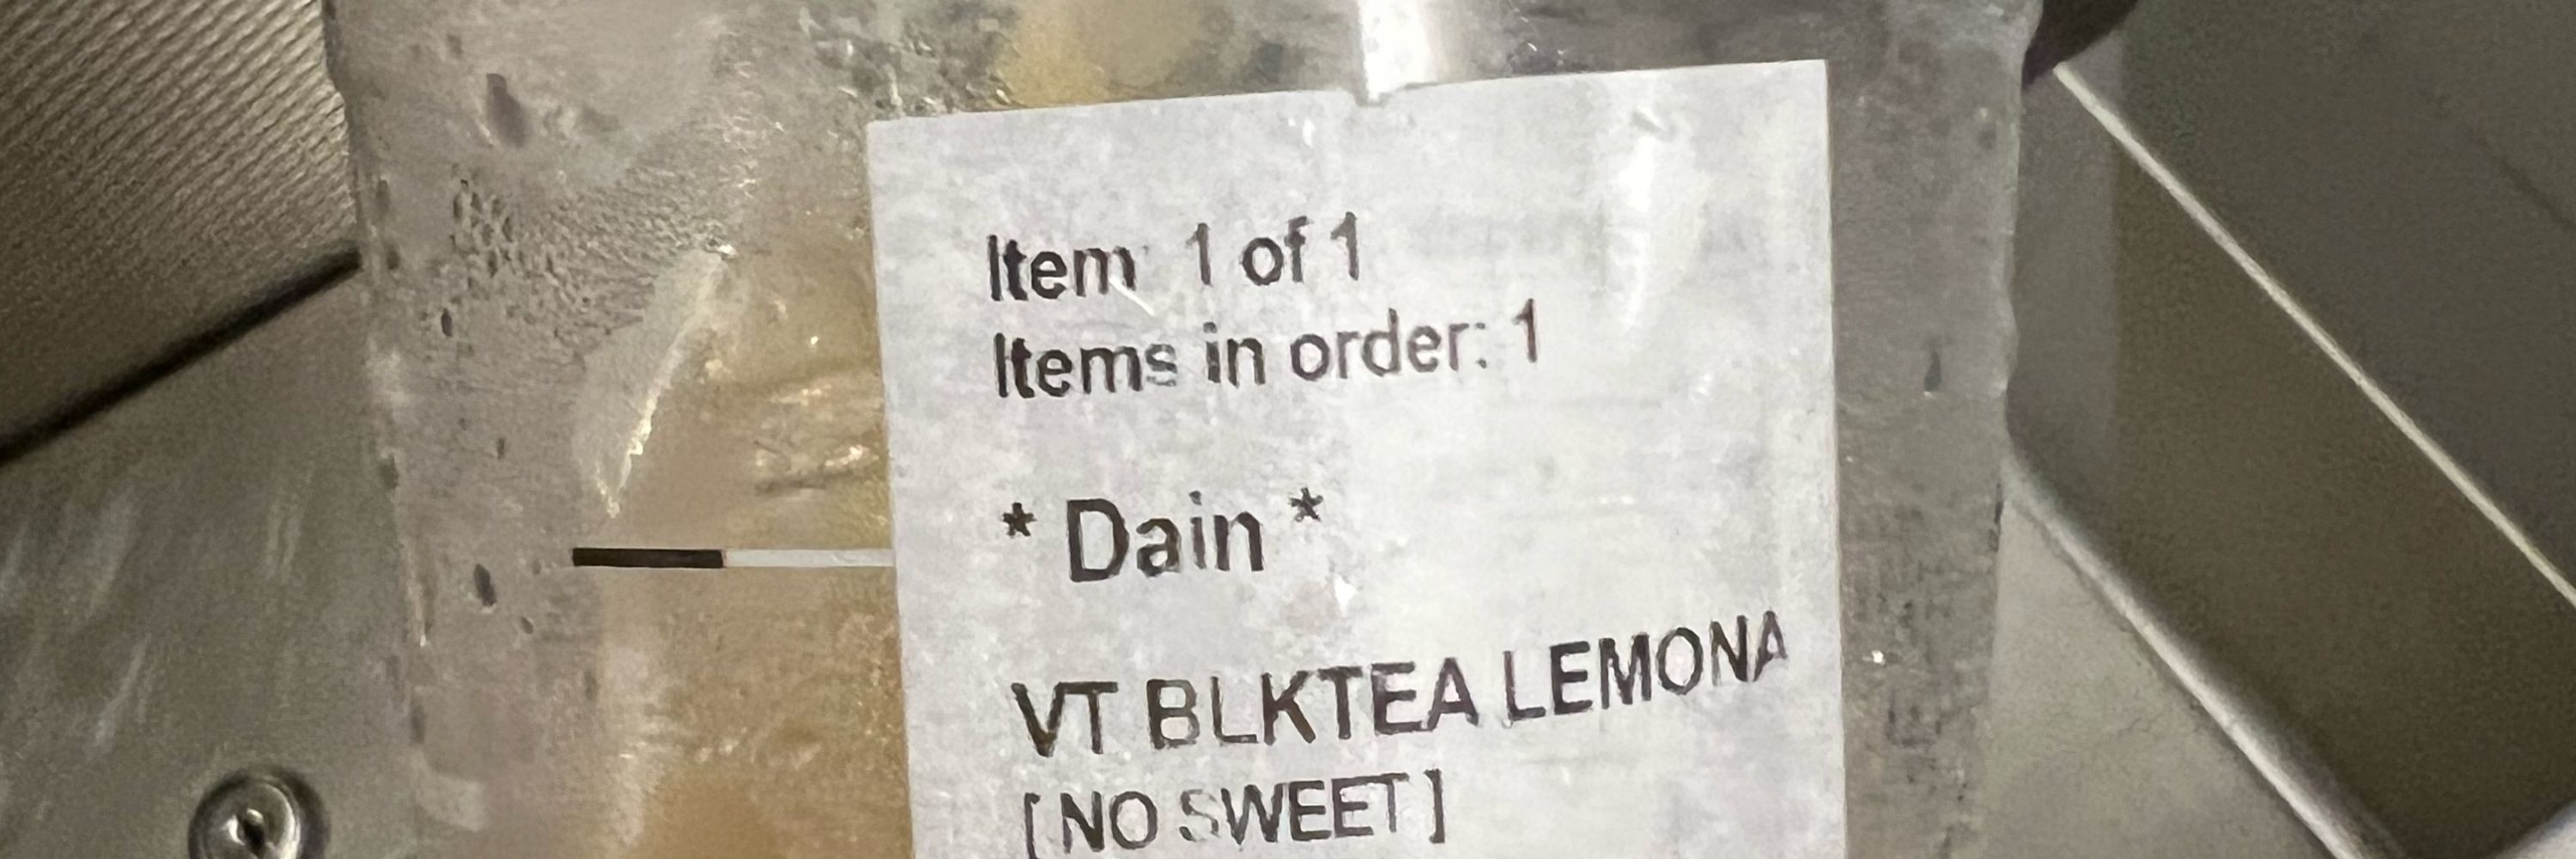 Item 1 of 1
Items in order: 1
* Dain *
VT BLKTEA LEMONA
[ NO SWEET ]